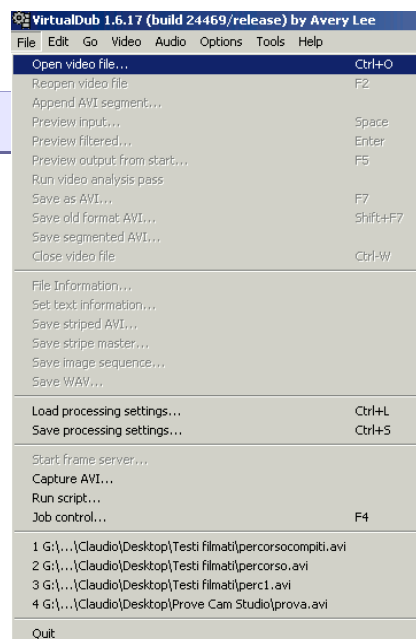 VirtualDub 1.6.17 (build 24469/release) by Avery Lee
File Edit Go Video Audio Options Tools Help
Open video file... Ctrl+O
Reopen video file F2
Append AVI segment...
Preview input... Space
Preview filtered... Enter
Preview output from start... F5
Run video analysis pass
Save as AVI... F7
Save old format AVI... Shift+F7
Save segmented AVI...
Close video file Ctrl-W
File Information...
Set text information...
Save striped AVI...
Save stripe master...
Save image sequence...
Save WAV...
Load processing settings... Ctrl+L
Save processing settings... Ctrl+S
Start frame server...
Capture AVI...
Run script...
Job control... F4
1 G:\...\Claudio\Desktop\Testi filmati\percorsocompiti.avi
2 G:\...\Claudio\Desktop\Testi filmati\percorso.avi
3 G:\...\Claudio\Desktop\Testi filmati\perc1.avi
4 G:\...\Claudio\Desktop\Prove Cam Studio\prova.avi
Quit